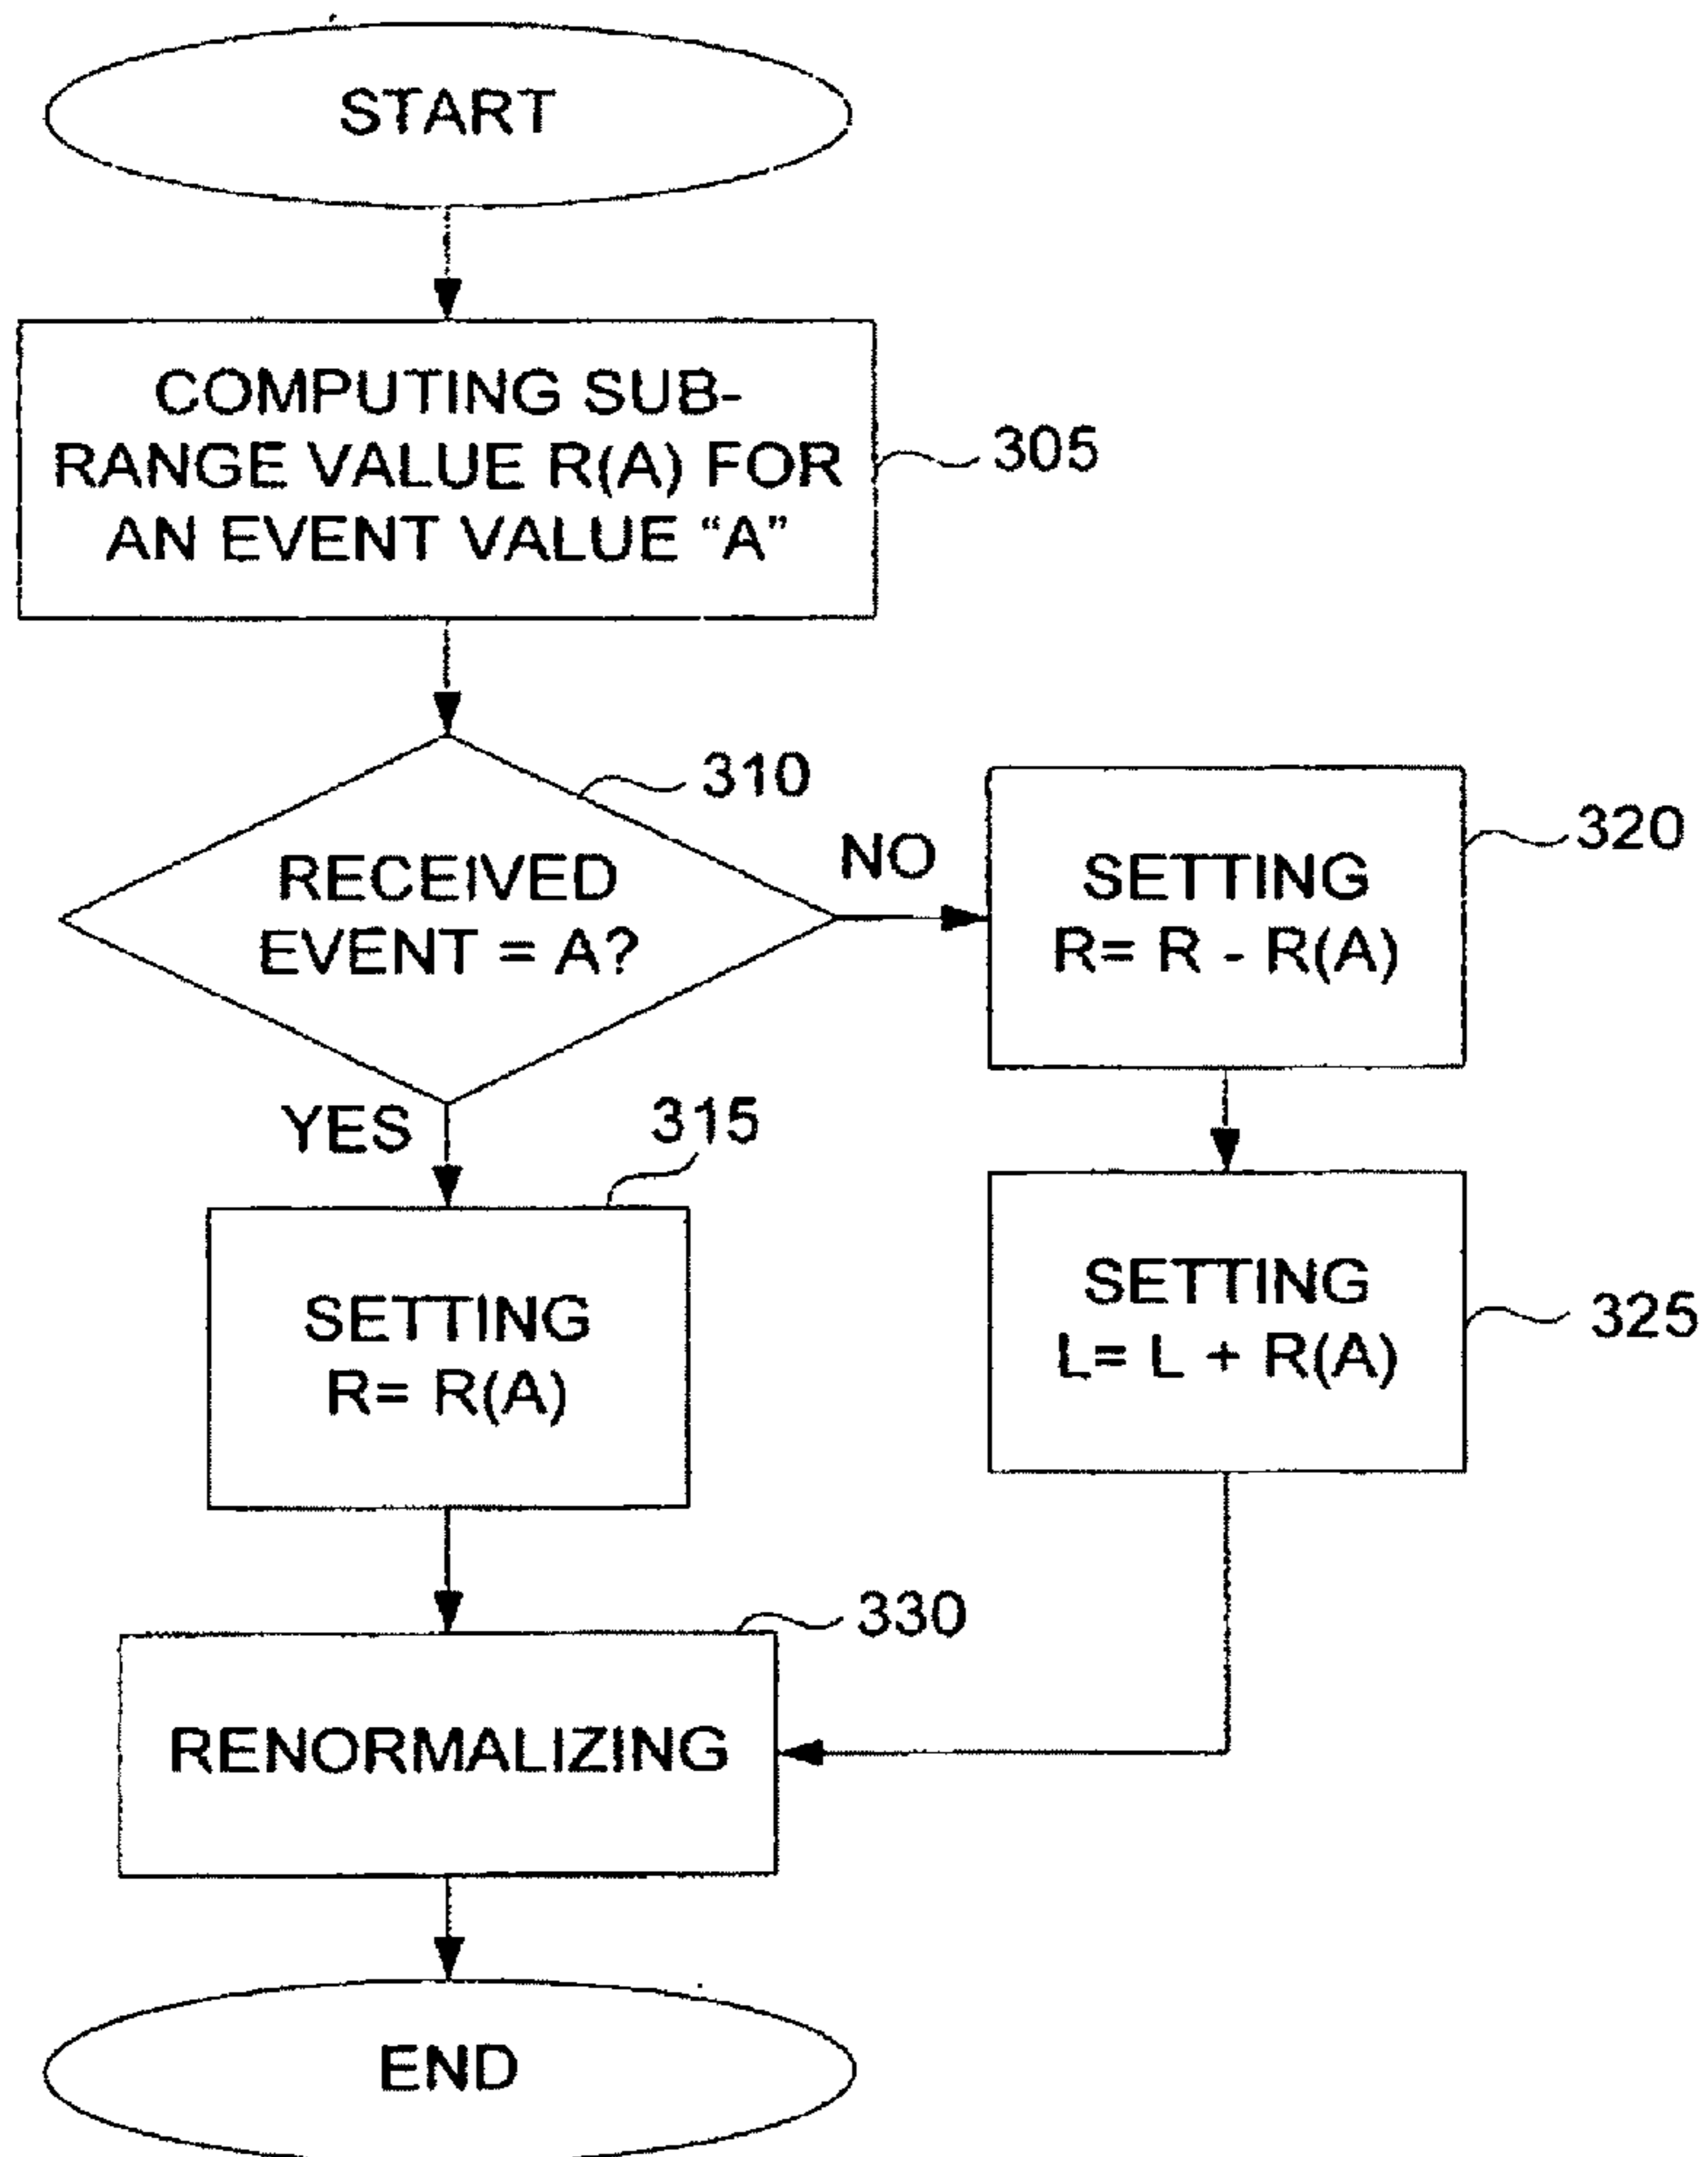 START
COMPUTING SUB-
RANGE VALUE R(A) FOR
AN EVENT VALUE “A”
305
310
RECEIVED
EVENT = A?
NO
320
SETTING
R= R - R(A)
YES
315
SETTING
R= R(A)
SETTING
L= L + R(A)
325
330
RENORMALIZING
END